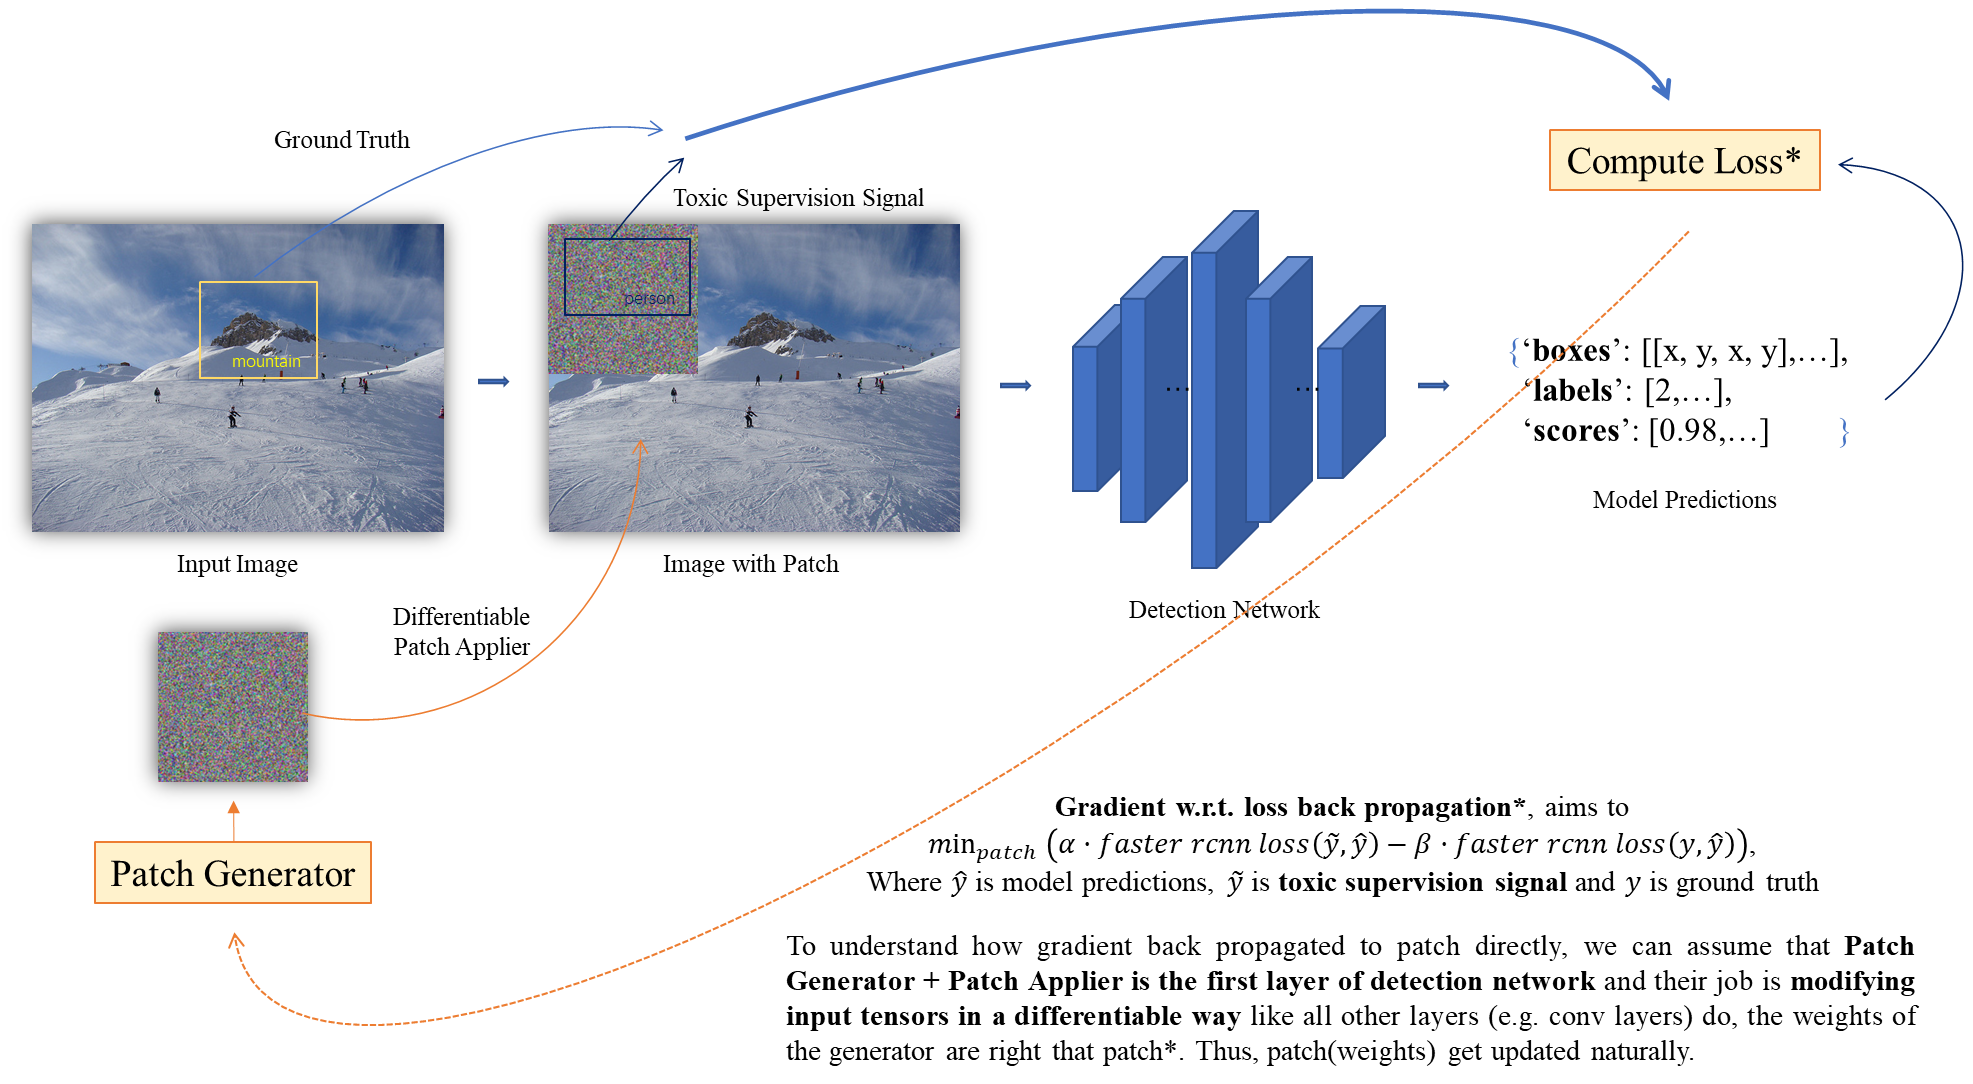 Ground Truth
Compute Loss*
Toxic Supervision Signal
person
mountain
... ...
{‘boxes’: [[x, y, x, y],…],
‘labels’: [2,…],
‘scores’: [0.98,…] }
Model Predictions
Input Image
Image with Patch
Detection Network
Differentiable
Patch Applier
Patch Generator
Gradient w.r.t. loss back propagation*, aims to
min_patch (α · faster rcnn loss(ỹ, ŷ) − β · faster rcnn loss(y, ŷ)),
Where ŷ is model predictions, ỹ is toxic supervision signal and y is ground truth
To understand how gradient back propagated to patch directly, we can assume that Patch
Generator + Patch Applier is the first layer of detection network and their job is modifying
input tensors in a differentiable way like all other layers (e.g. conv layers) do, the weights of
the generator are right that patch*. Thus, patch(weights) get updated naturally.